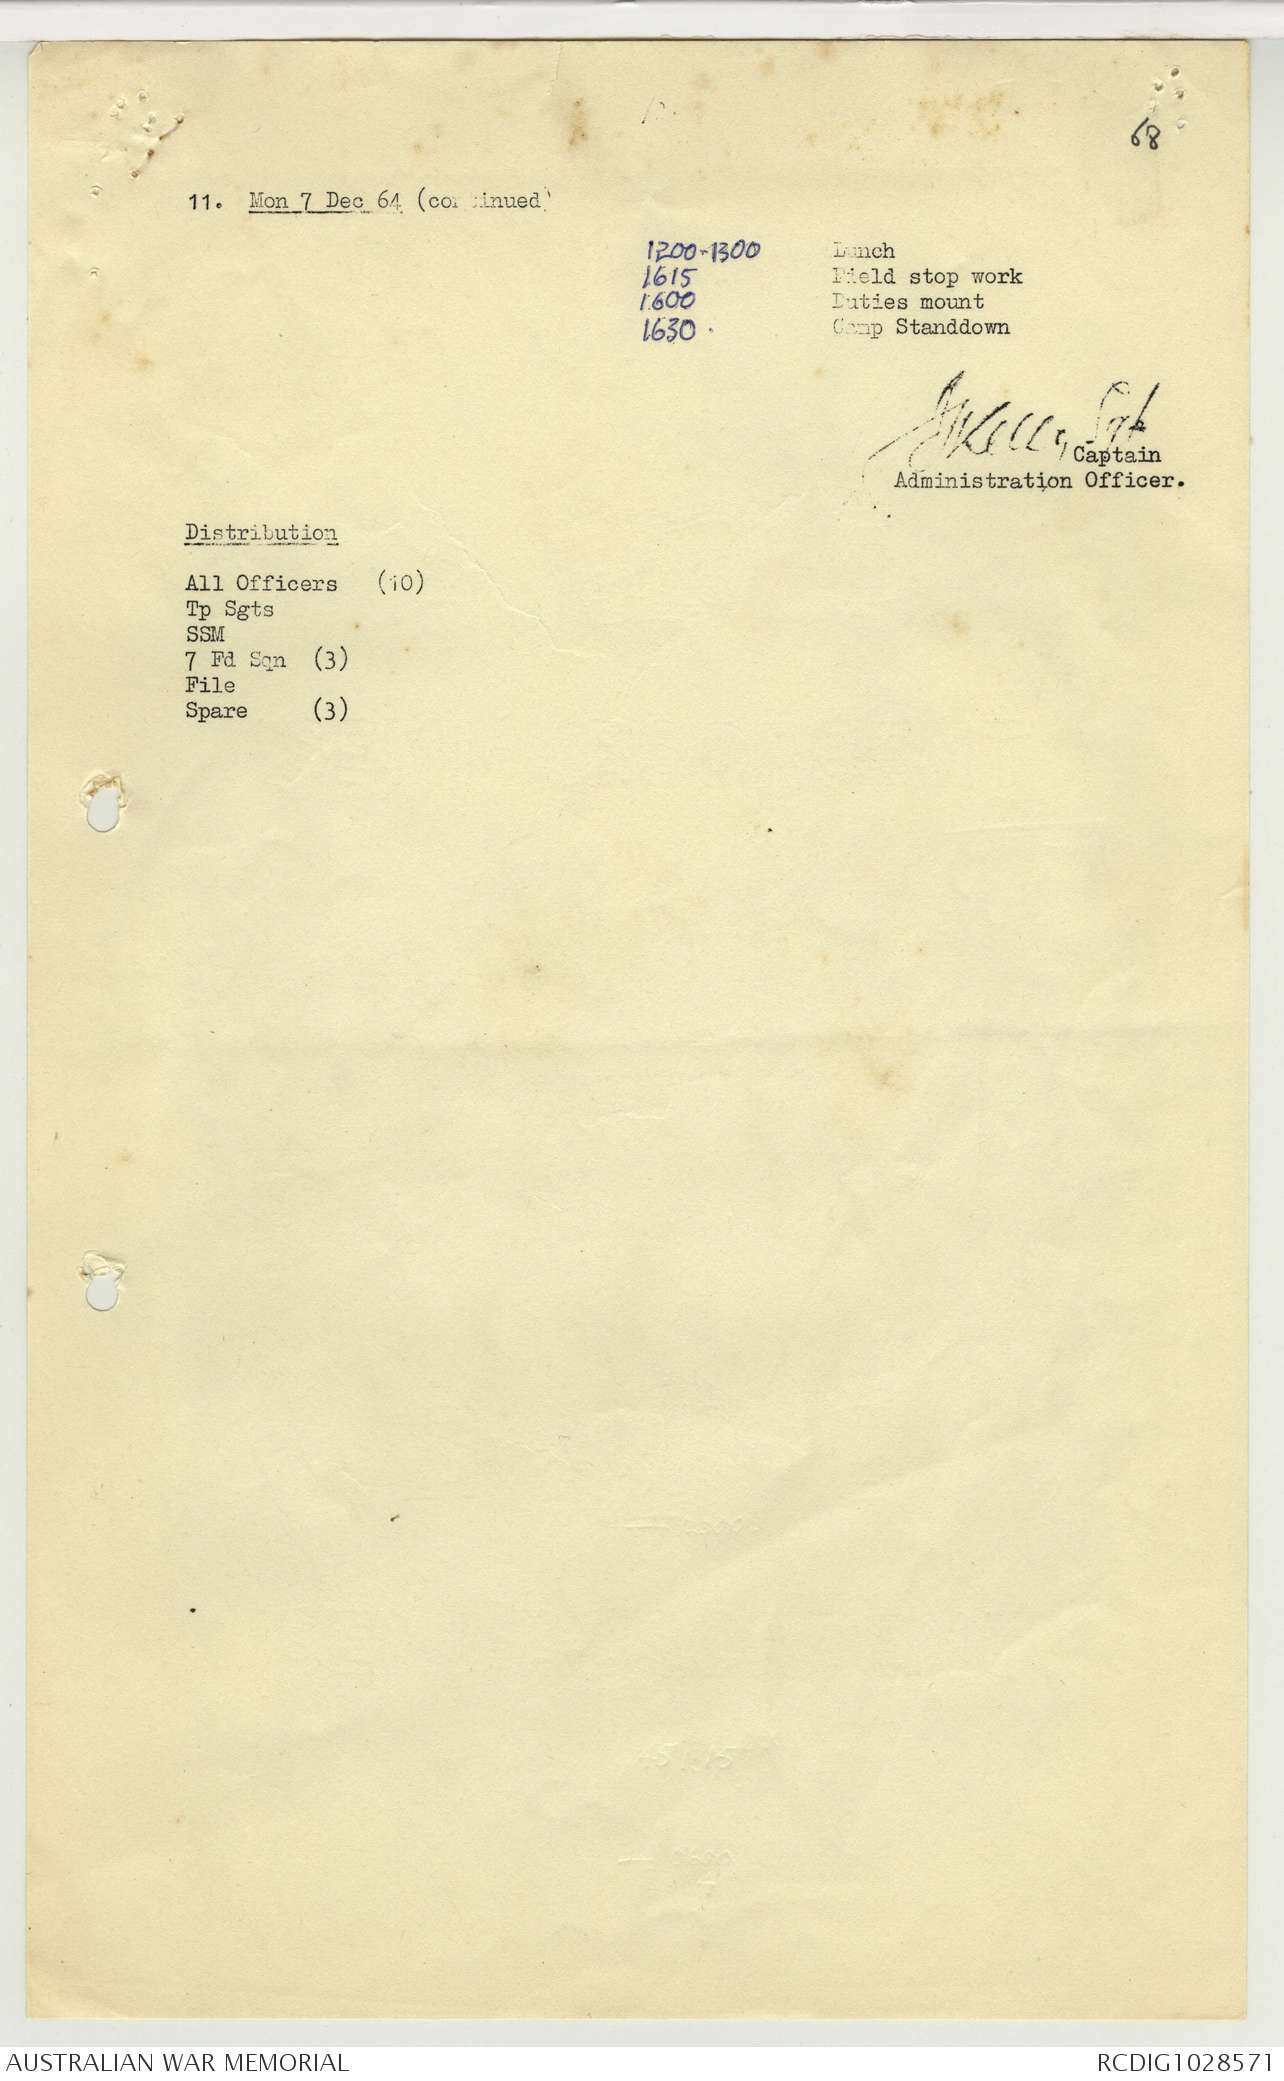 68
11. Mon 7 Dec 64 (continued)
1200-1300 Lunch
1615 Field stop work
1600 Duties mount
1630. Camp Standdown
Sgt
Captain
Administration Officer.
Distribution
All Officers (10)
Tp Sgts
SSM
7 Fd Sqn (3)
File
Spare (3)
AUSTRALIAN WAR MEMORIAL
RCDIG1028571